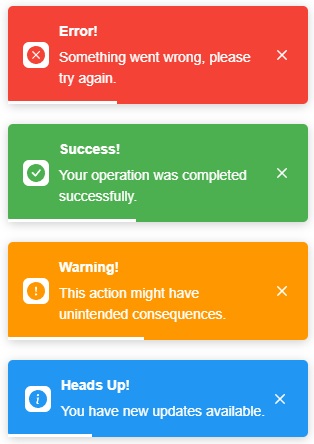 Error!
Something went wrong, please
try again.
Success!
Your operation was completed
successfully.
Warning!
This action might have
unintended consequences.
Heads Up!
You have new updates available.